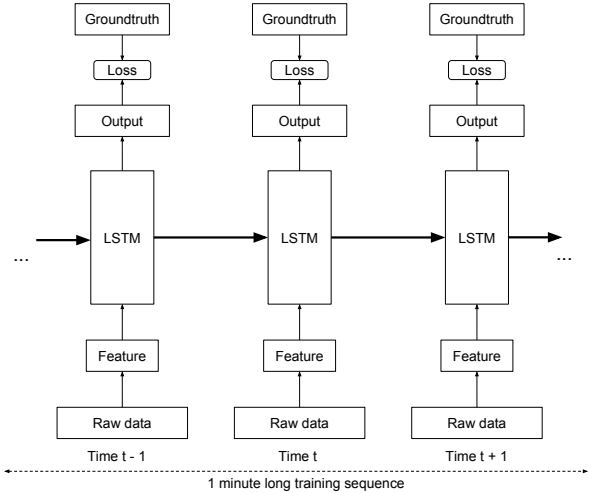 Groundtruth Groundtruth Groundtruth
Loss Loss Loss
Output Output Output
LSTM LSTM LSTM
... ...
Feature Feature Feature
Raw data Raw data Raw data
Time t - 1 Time t Time t + 1
1 minute long training sequence